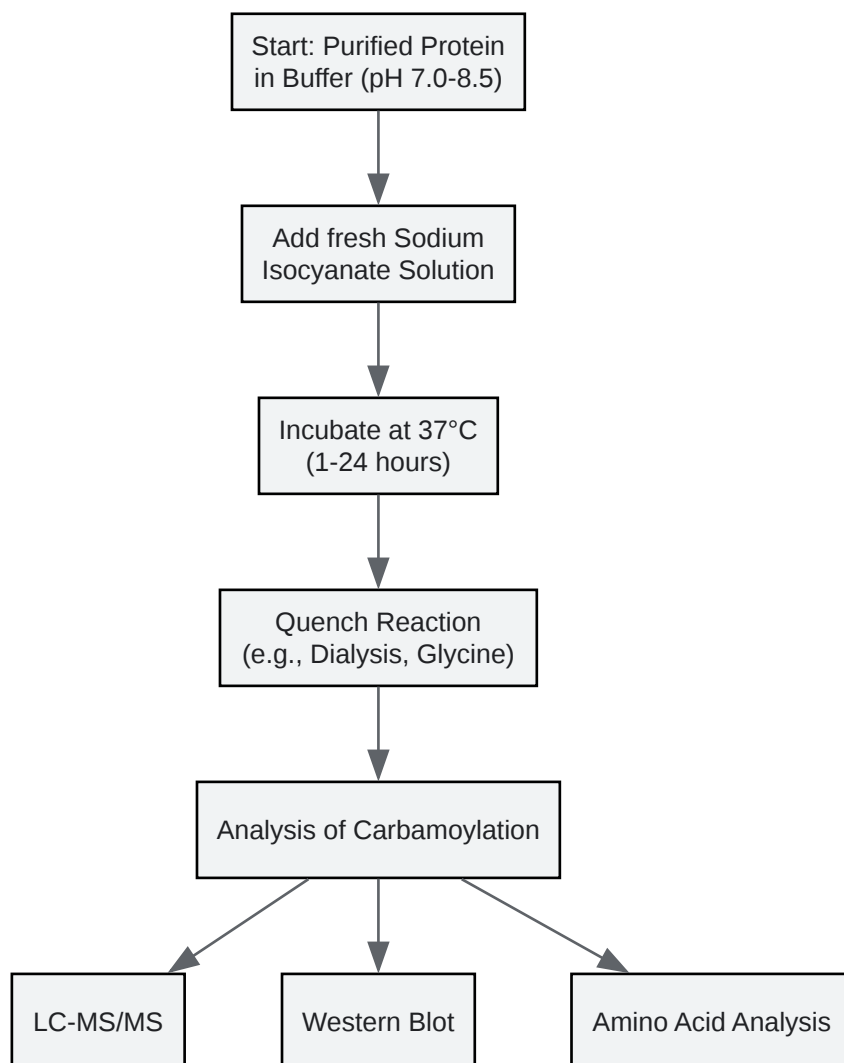 Start: Purified Protein
in Buffer (pH 7.0-8.5)
Add fresh Sodium
Isocyanate Solution
Incubate at 37°C
(1-24 hours)
Quench Reaction
(e.g., Dialysis, Glycine)
Analysis of Carbamoylation
LC-MS/MS
Western Blot
Amino Acid Analysis